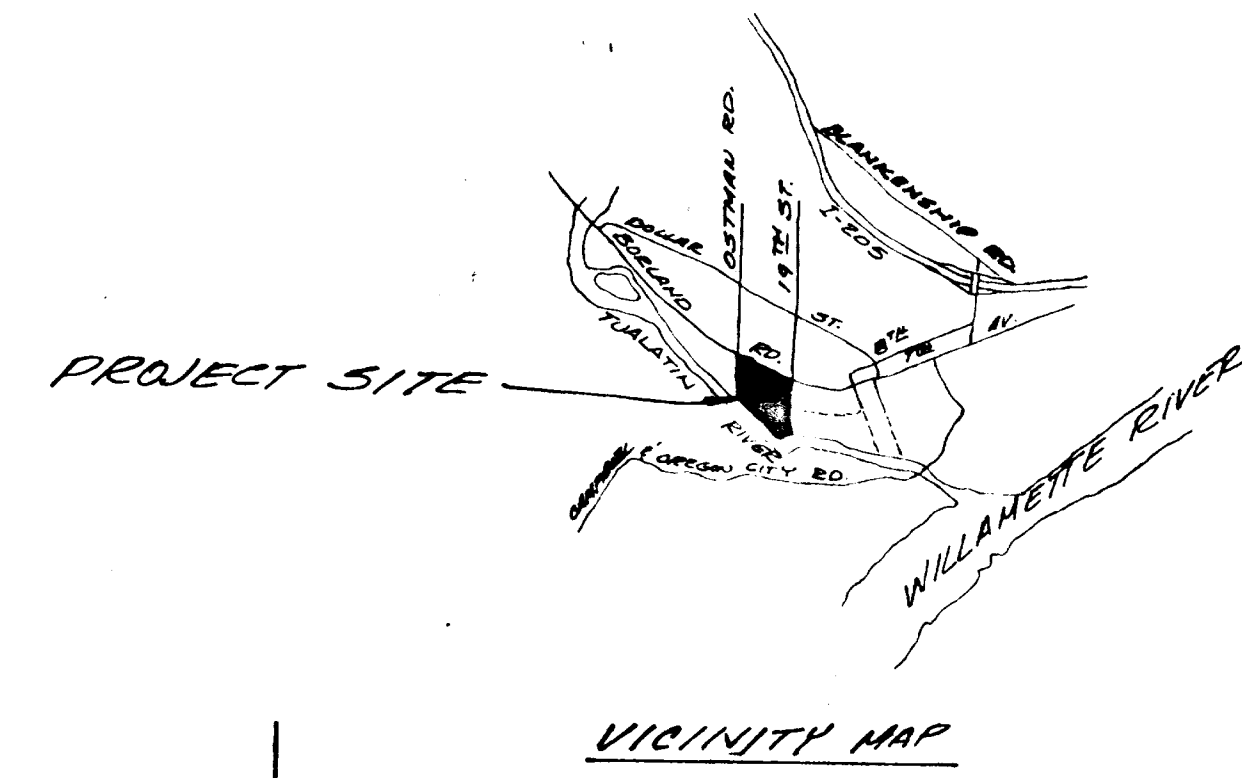 OSTMAN RD.
19TH ST.
BLANKENSHIP RD.
I-205
DOLLAR ST.
BORLAND RD.
8TH
7TH AV.
TUALATIN RIVER
PROJECT SITE
& OREGON CITY RD.
WILLAMETTE RIVER
VICINITY MAP